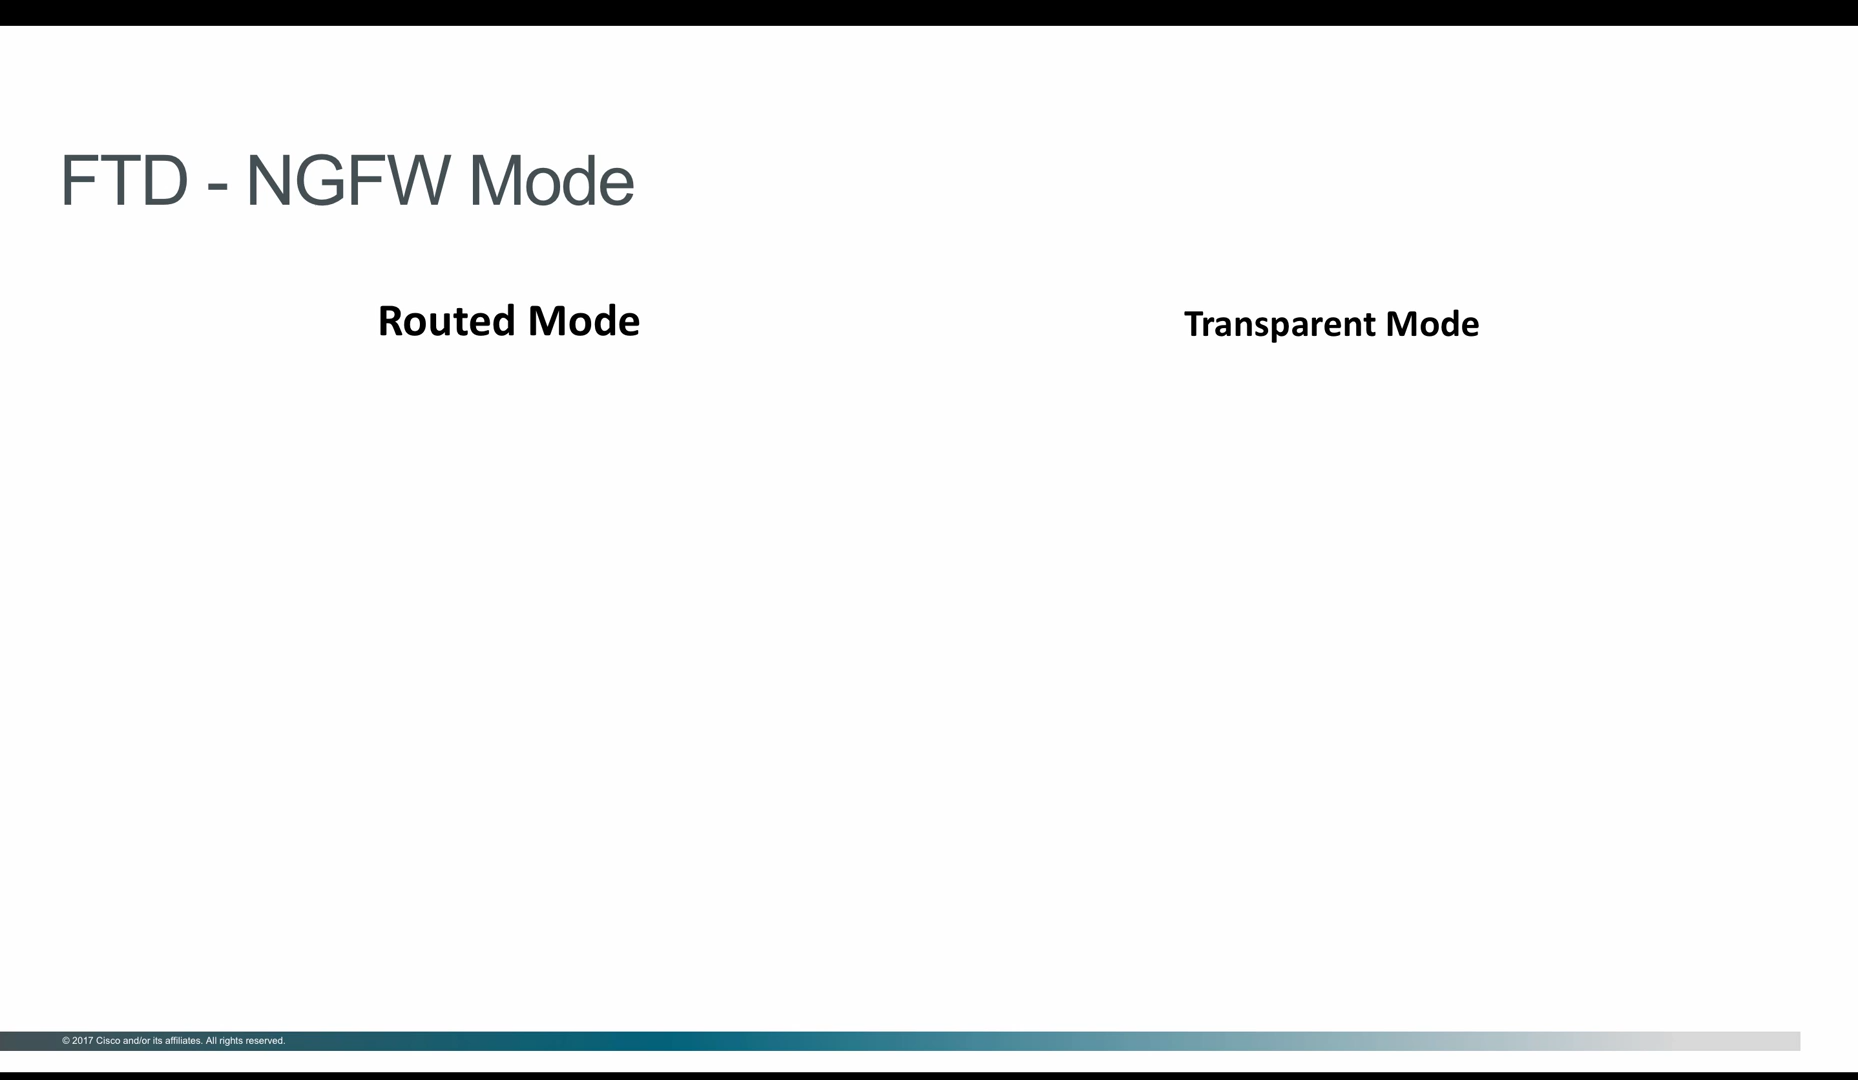 FTD - NGFW Mode
Routed Mode
Transparent Mode
© 2017 Cisco and/or its affiliates. All rights reserved.